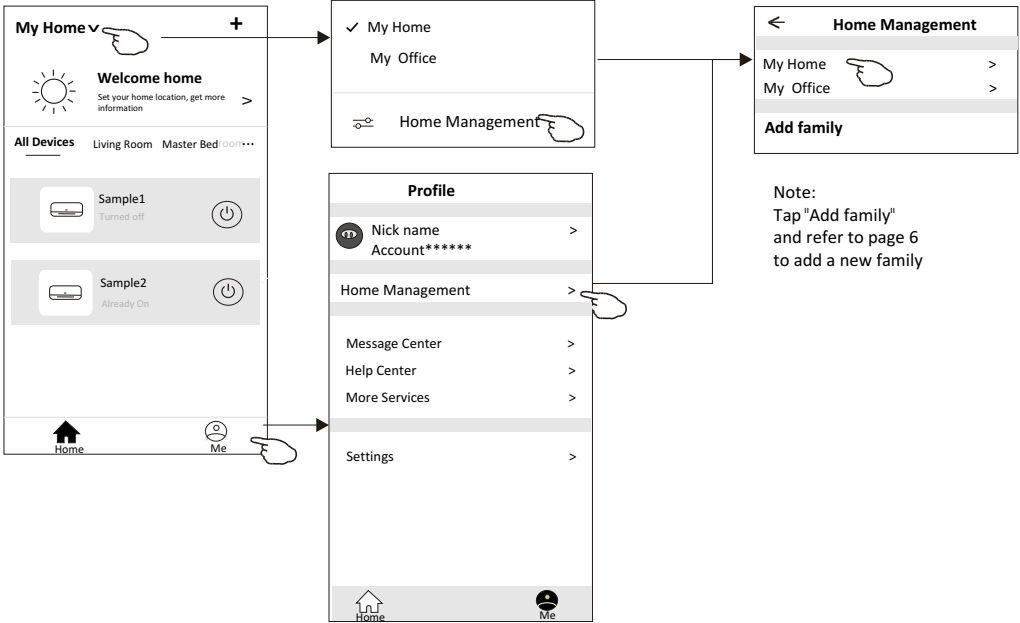 My Home
+
Welcome home
Set your home location, get more
information
>
All Devices Living Room Master Bedroom ...
Sample1
Turned off
Sample2
Already On
Home
Me
✓ My Home
My Office
Home Management
Profile
Nick name >
Account******
Home Management >
Message Center >
Help Center >
More Services >
Settings >
Home
Me
← Home Management
My Home >
My Office >
Add family
Note:
Tap "Add family"
and refer to page 6
to add a new family